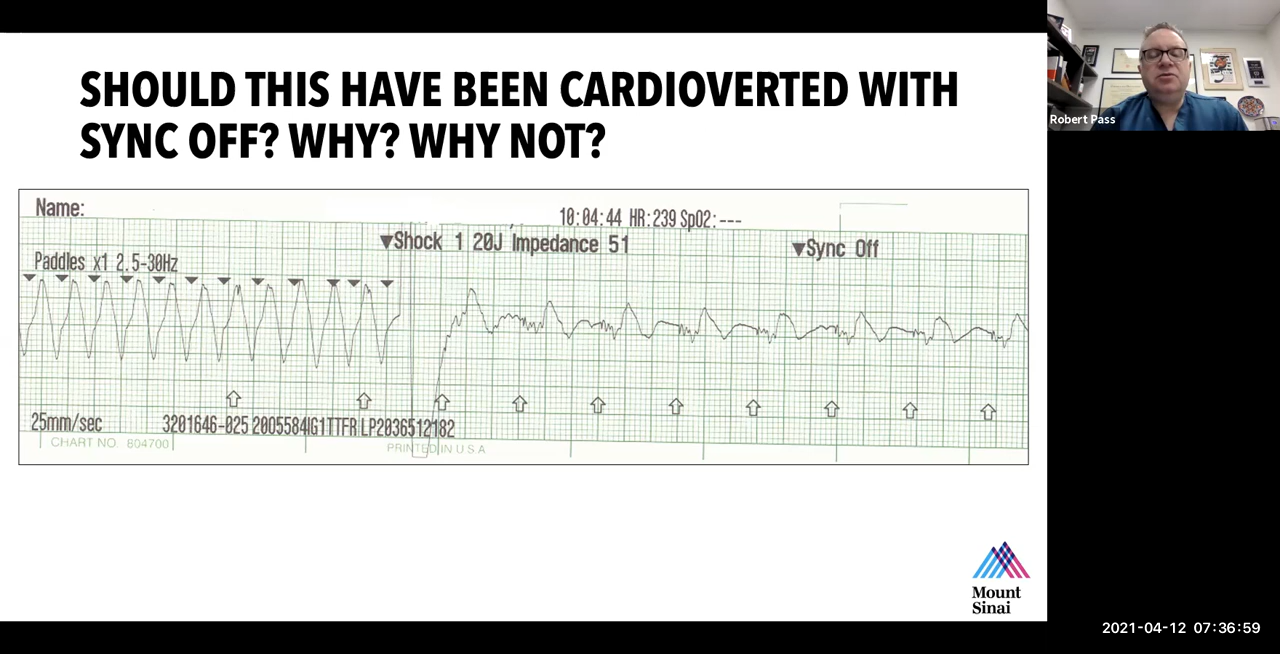 SHOULD THIS HAVE BEEN CARDIOVERTED WITH
SYNC OFF? WHY? WHY NOT?
Name:
10:04:44 HR:239 SpO2:---
▼Shock 1 20J Impedance 51
▼Sync Off
Paddles x1 2.5-30Hz
25mm/sec
3201646-025 2005584IG1TTFR LP2036512182
CHART NO. 804700
PRINTED IN U.S.A
Mount
Sinai
Robert Pass
2021-04-12 07:36:59